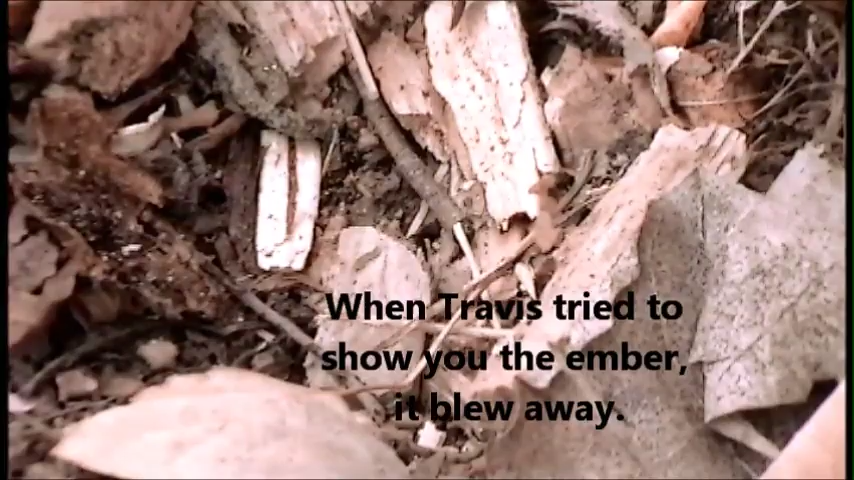 When Travis tried to
show you the ember,
it blew away.